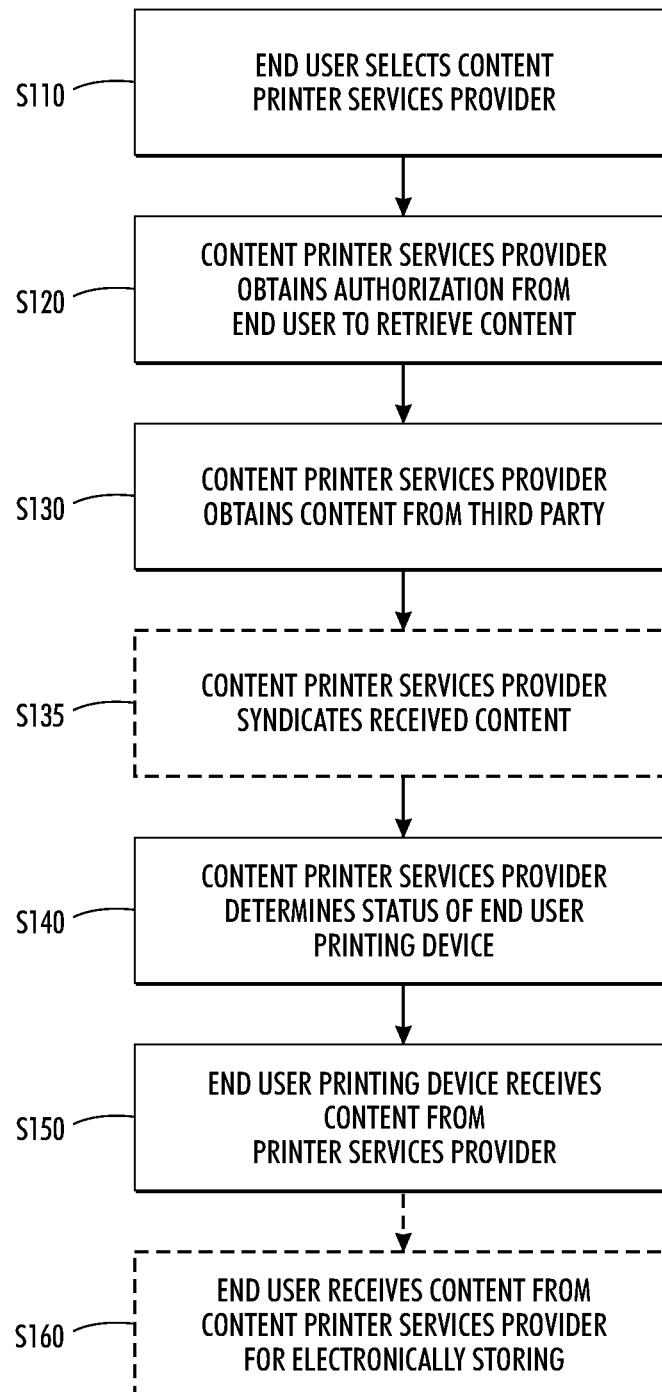 S110
END USER SELECTS CONTENT
PRINTER SERVICES PROVIDER
S120
CONTENT PRINTER SERVICES PROVIDER
OBTAINS AUTHORIZATION FROM
END USER TO RETRIEVE CONTENT
S130
CONTENT PRINTER SERVICES PROVIDER
OBTAINS CONTENT FROM THIRD PARTY
S135
CONTENT PRINTER SERVICES PROVIDER
SYNDICATES RECEIVED CONTENT
S140
CONTENT PRINTER SERVICES PROVIDER
DETERMINES STATUS OF END USER
PRINTING DEVICE
S150
END USER PRINTING DEVICE RECEIVES
CONTENT FROM
PRINTER SERVICES PROVIDER
S160
END USER RECEIVES CONTENT FROM
CONTENT PRINTER SERVICES PROVIDER
FOR ELECTRONICALLY STORING